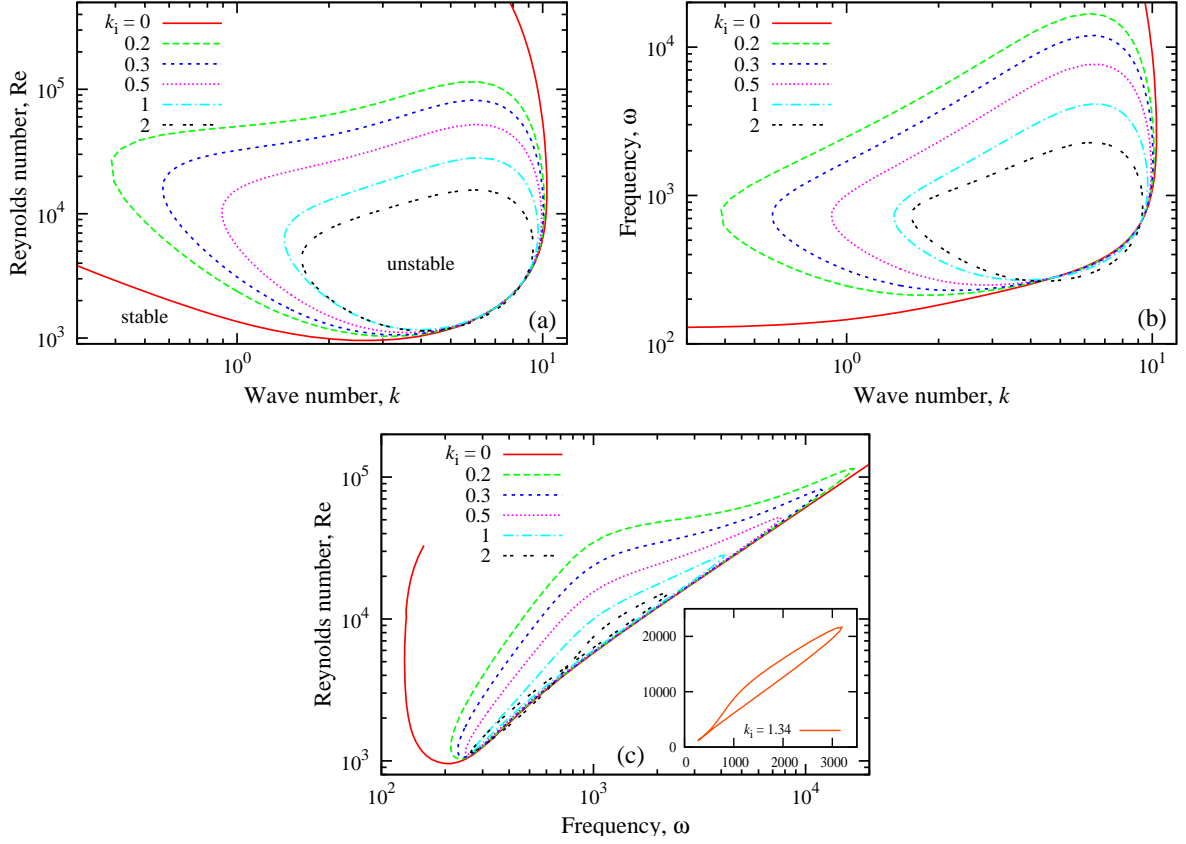 k_i = 0
0.2
0.3
0.5
1
2
10^5
10^4
10^3
10^0
10^1
Reynolds number, Re
Wave number, k
stable
unstable
(a)
k_i = 0
0.2
0.3
0.5
1
2
10^4
10^3
10^2
10^0
10^1
Frequency, ω
Wave number, k
(b)
k_i = 0
0.2
0.3
0.5
1
2
10^5
10^4
10^3
10^2
10^3
10^4
Reynolds number, Re
Frequency, ω
(c)
20000
10000
0
0
1000
2000
3000
k_i = 1.34